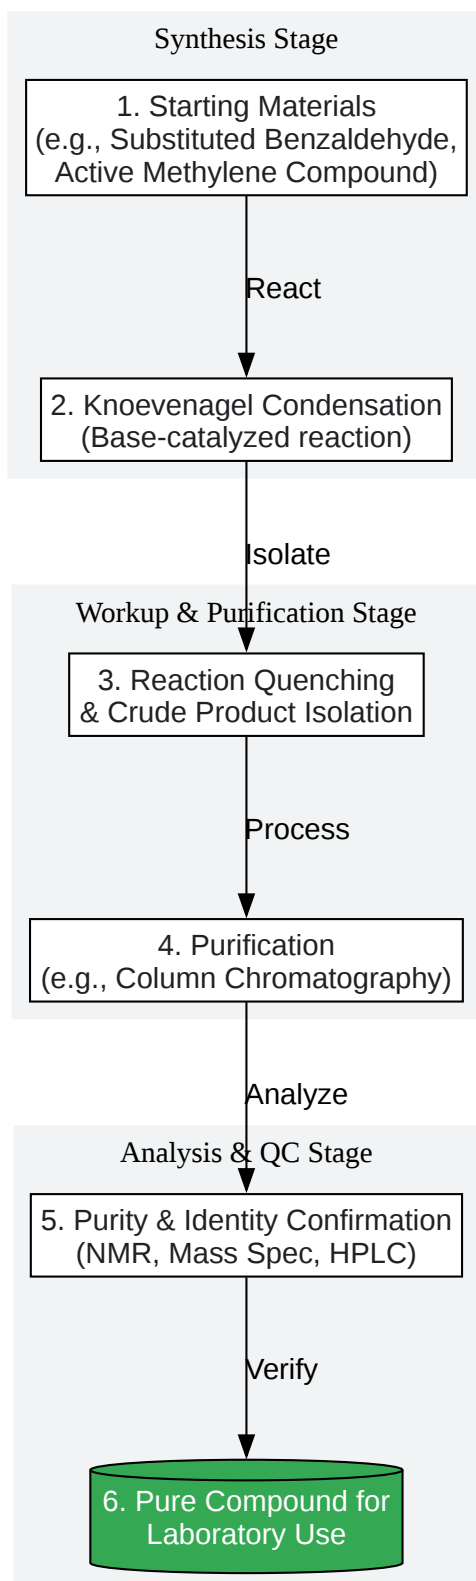 Synthesis Stage
1. Starting Materials
(e.g., Substituted Benzaldehyde,
Active Methylene Compound)
React
2. Knoevenagel Condensation
(Base-catalyzed reaction)
Isolate
Workup & Purification Stage
3. Reaction Quenching
& Crude Product Isolation
Process
4. Purification
(e.g., Column Chromatography)
Analyze
Analysis & QC Stage
5. Purity & Identity Confirmation
(NMR, Mass Spec, HPLC)
Verify
6. Pure Compound for
Laboratory Use